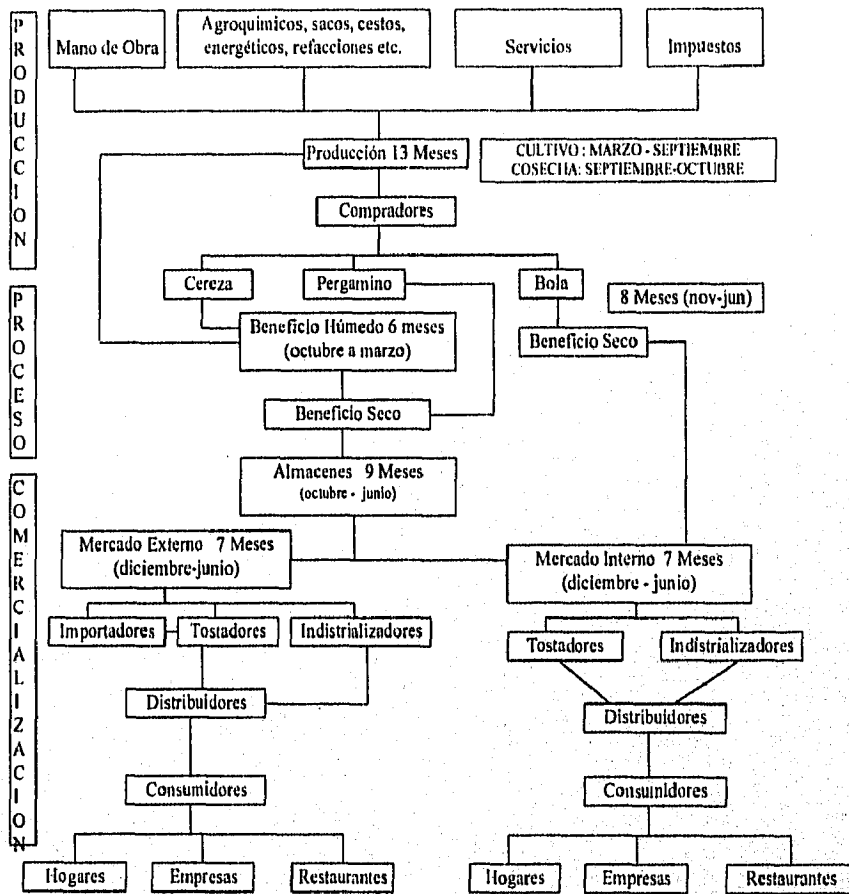 PRODUCCION
Mano de Obra
Agroquimicos, sacos, cestos,
energéticos, refacciones etc.
Servicios
Impuestos
Producción 13 Meses
CULTIVO : MARZO - SEPTIEMBRE
COSECHA: SEPTIEMBRE-OCTUBRE
Compradores
Cereza
Pergamino
Bola
PROCESO
8 Meses (nov-jun)
Beneficio Húmedo 6 meses
(octubre a marzo)
Beneficio Seco
Beneficio Seco
Almacenes 9 Meses
(octubre - junio)
COMERCIALIZACION
Mercado Externo 7 Meses
(diciembre-junio)
Mercado Interno 7 Meses
(diciembre - junio)
Importadores
Tostadores
Indistrializadores
Tostadores
Indistrializadores
Distribuidores
Distribuidores
Consumidores
Consumidores
Hogares
Empresas
Restaurantes
Hogares
Empresas
Restaurantes